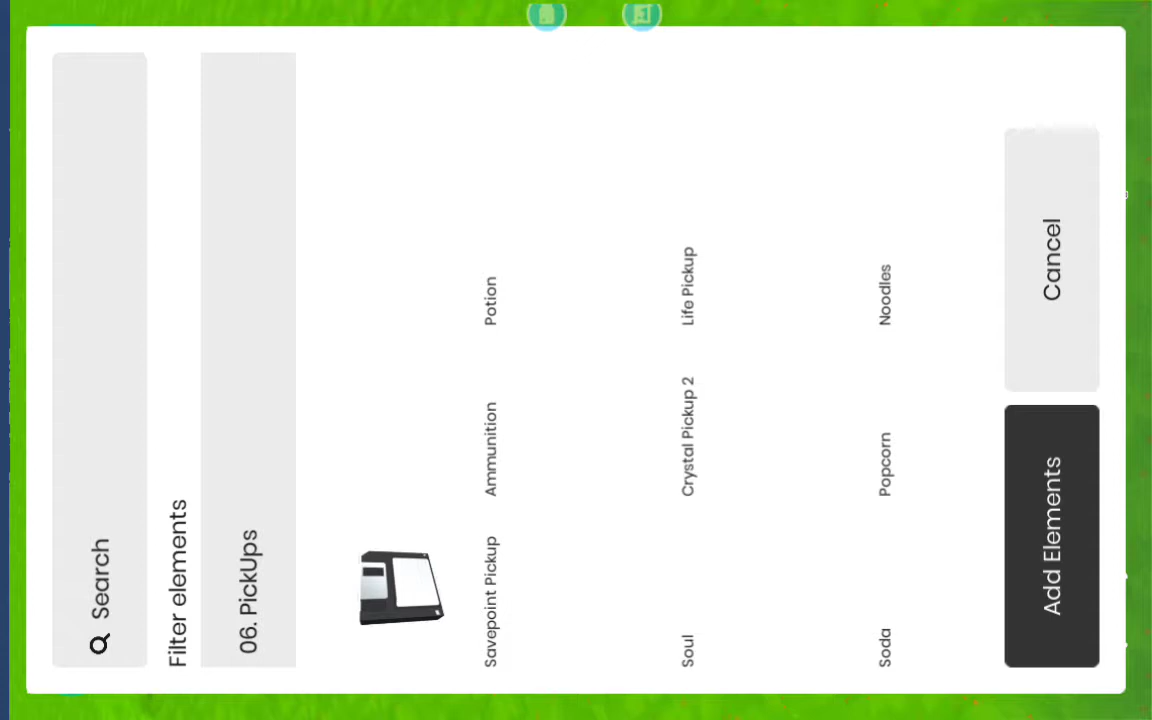 Search
Filter elements
06. PickUps
Savepoint Pickup
Ammunition
Potion
Soul
Crystal Pickup 2
Life Pickup
Soda
Popcorn
Noodles
Add Elements
Cancel